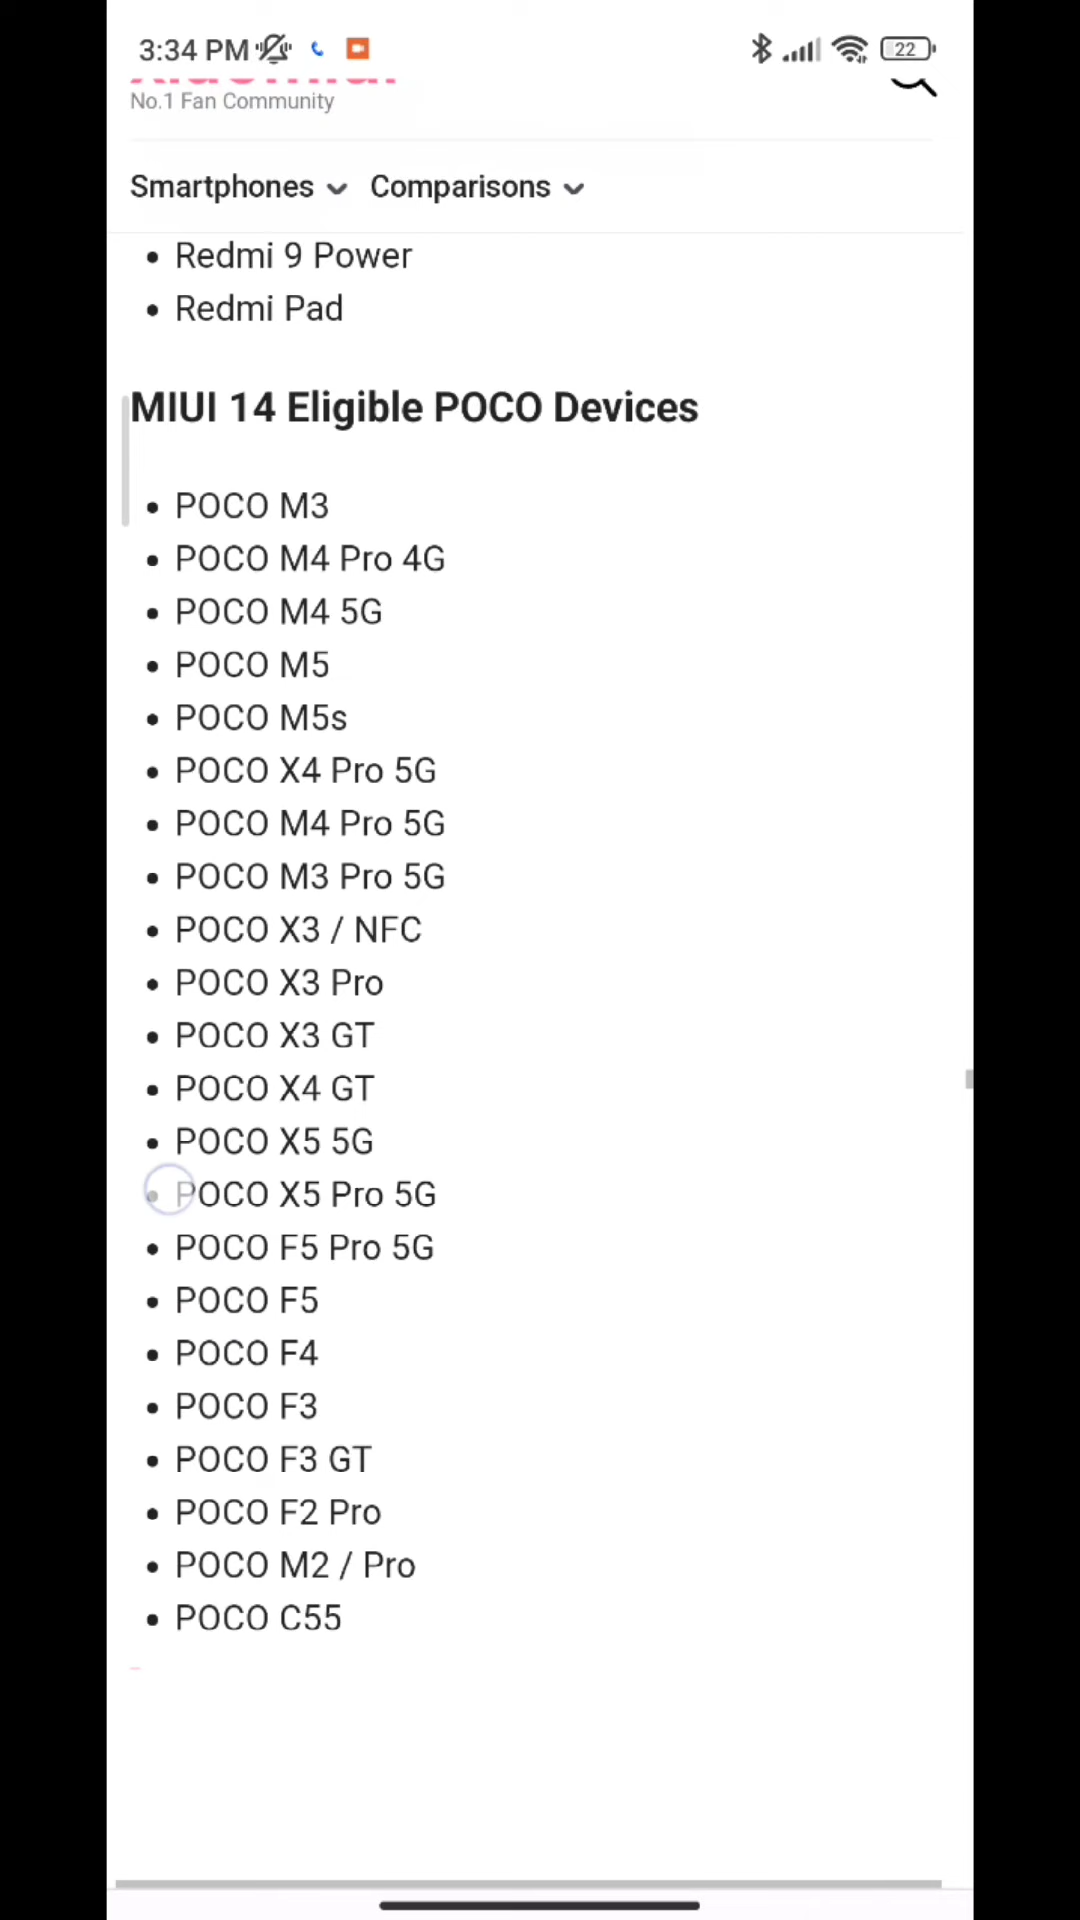 3:34 PM
22
No.1 Fan Community
Smartphones Comparisons
• Redmi 9 Power
• Redmi Pad
MIUI 14 Eligible POCO Devices
• POCO M3
• POCO M4 Pro 4G
• POCO M4 5G
• POCO M5
• POCO M5s
• POCO X4 Pro 5G
• POCO M4 Pro 5G
• POCO M3 Pro 5G
• POCO X3 / NFC
• POCO X3 Pro
• POCO X3 GT
• POCO X4 GT
• POCO X5 5G
• POCO X5 Pro 5G
• POCO F5 Pro 5G
• POCO F5
• POCO F4
• POCO F3
• POCO F3 GT
• POCO F2 Pro
• POCO M2 / Pro
• POCO C55